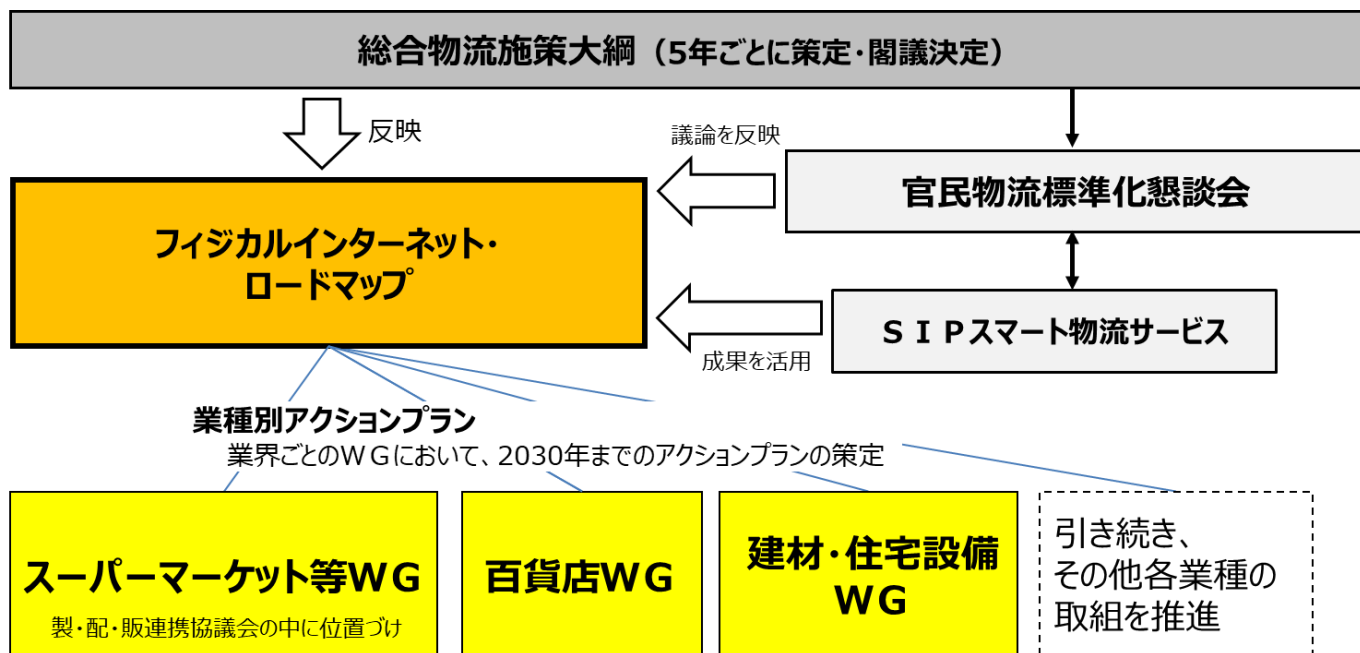 総合物流施策大綱（5年ごとに策定・閣議決定）
反映
議論を反映
官民物流標準化懇談会
フィジカルインターネット・
ロードマップ
ＳＩＰスマート物流サービス
成果を活用
業種別アクションプラン
業界ごとのＷＧにおいて、2030年までのアクションプランの策定
スーパーマーケット等WG
製・配・販連携協議会の中に位置づけ
百貨店WG
建材・住宅設備
ＷＧ
引き続き、
その他各業種の
取組を推進